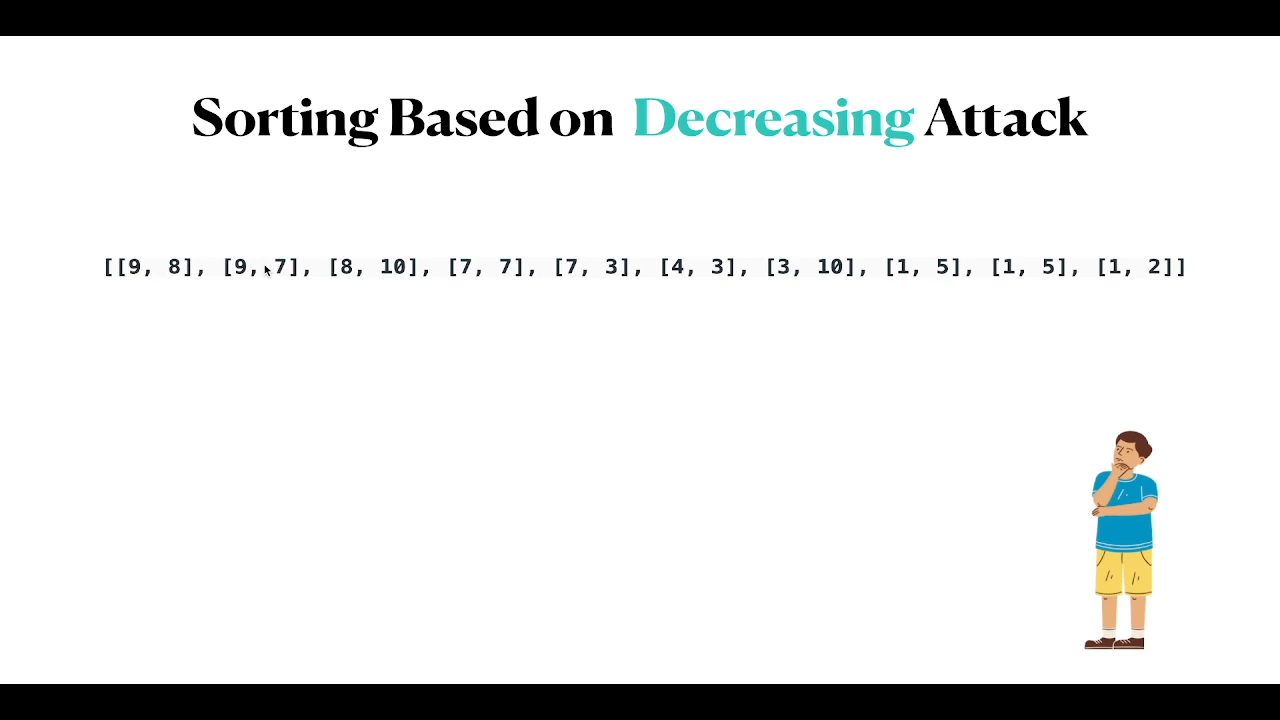 Sorting Based on Decreasing Attack
[[9, 8], [9, 7], [8, 10], [7, 7], [7, 3], [4, 3], [3, 10], [1, 5], [1, 5], [1, 2]]